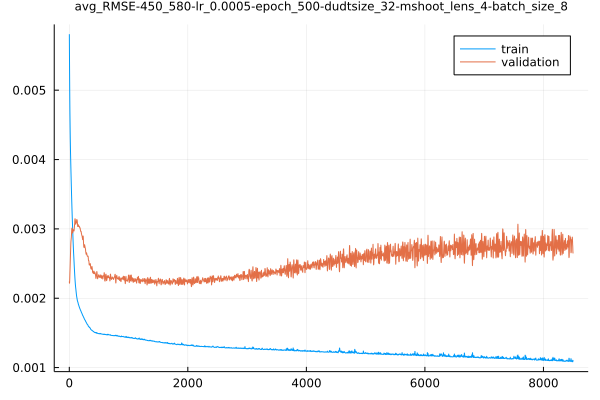 avg_RMSE-450_580-lr_0.0005-epoch_500-dudtsize_32-mshoot_lens_4-batch_size_8
train
validation
0.005
0.004
0.003
0.002
0.001
0 2000 4000 6000 8000